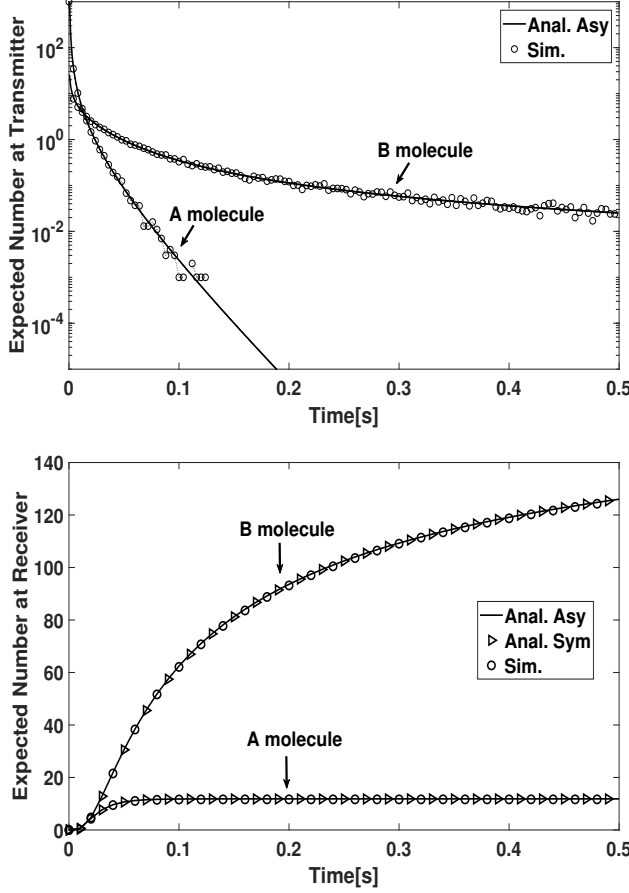 Expected Number at Transmitter
10^2
10^0
10^-2
10^-4
Anal. Asy
Sim.
B molecule
A molecule
0 0.1 0.2 0.3 0.4 0.5
Time[s]
Expected Number at Receiver
140
120
100
80
60
40
20
0
B molecule
Anal. Asy
Anal. Sym
Sim.
A molecule
0 0.1 0.2 0.3 0.4 0.5
Time[s]